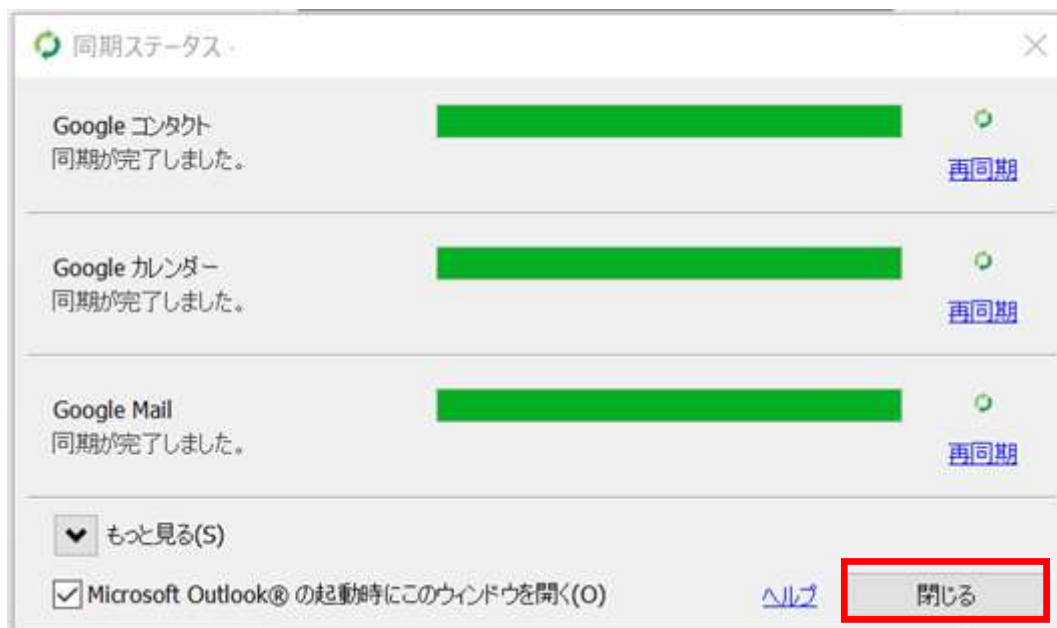 同期ステータス
Google コンタクト
同期が完了しました。
再同期
Google カレンダー
同期が完了しました。
再同期
Google Mail
同期が完了しました。
再同期
もっと見る(S)
Microsoft Outlook® の起動時にこのウィンドウを開く(O)
ヘルプ
閉じる